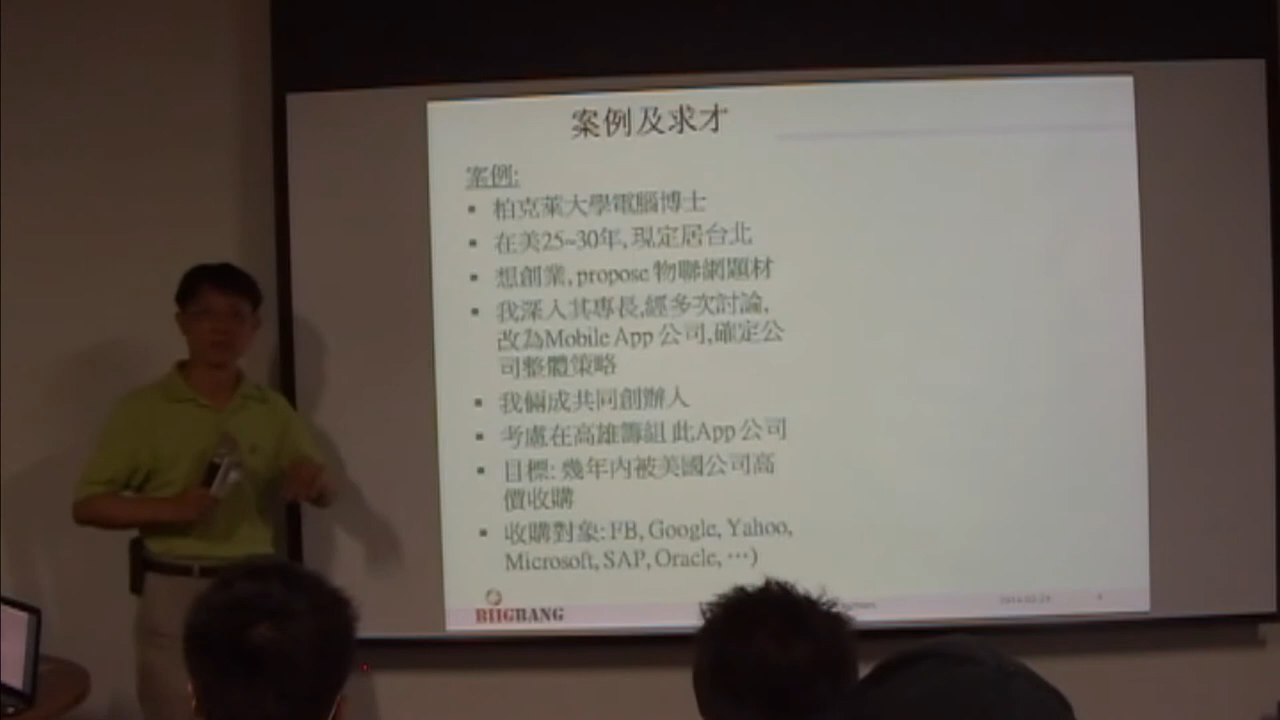 案例及求才
案例:
▪ 柏克萊大學電腦博士
▪ 在美25~30年, 現定居台北
▪ 想創業, propose 物聯網題材
▪ 我深入其專長,經多次討論,
改為Mobile App 公司,確定公
司整體策略
▪ 我倆成共同創辦人
▪ 考慮在高雄籌組 此App 公司
▪ 目標: 幾年內被美國公司高
價收購
▪ 收購對象: FB, Google, Yahoo,
Microsoft, SAP, Oracle, …)
BIIGBANG